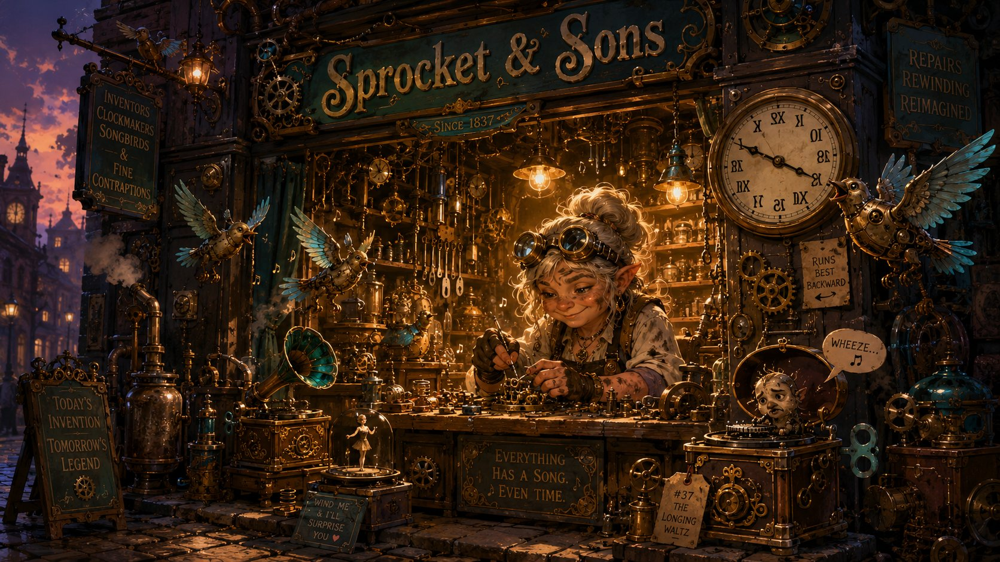 Sprocket & Sons
SINCE 1837
INVENTORS
CLOCKMAKERS
SONGBIRDS
&
FINE
CONTRAPTIONS
REPAIRS
REWINDING
REIMAGINED
RUNS
BEST
BACKWARD
WHEEZE...
TODAY'S
INVENTION
TOMORROW'S
LEGEND
WIND ME
& I'LL
SURPRISE
YOU
EVERYTHING
HAS A SONG.
EVEN TIME.
#37
THE
LONGING
WALTZ